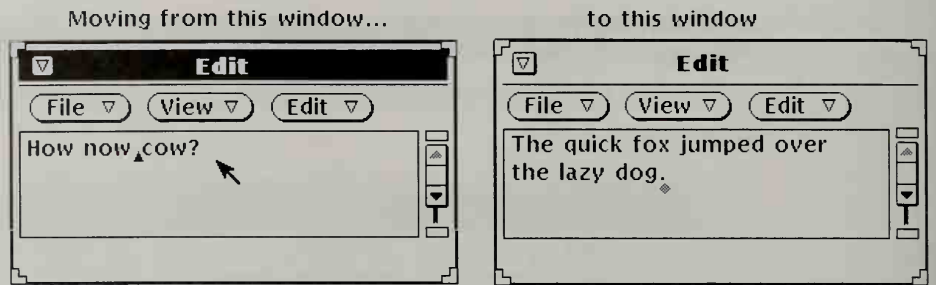 Moving from this window...
to this window
Edit
File View Edit
How now cow?
Edit
File View Edit
The quick fox jumped over
the lazy dog.